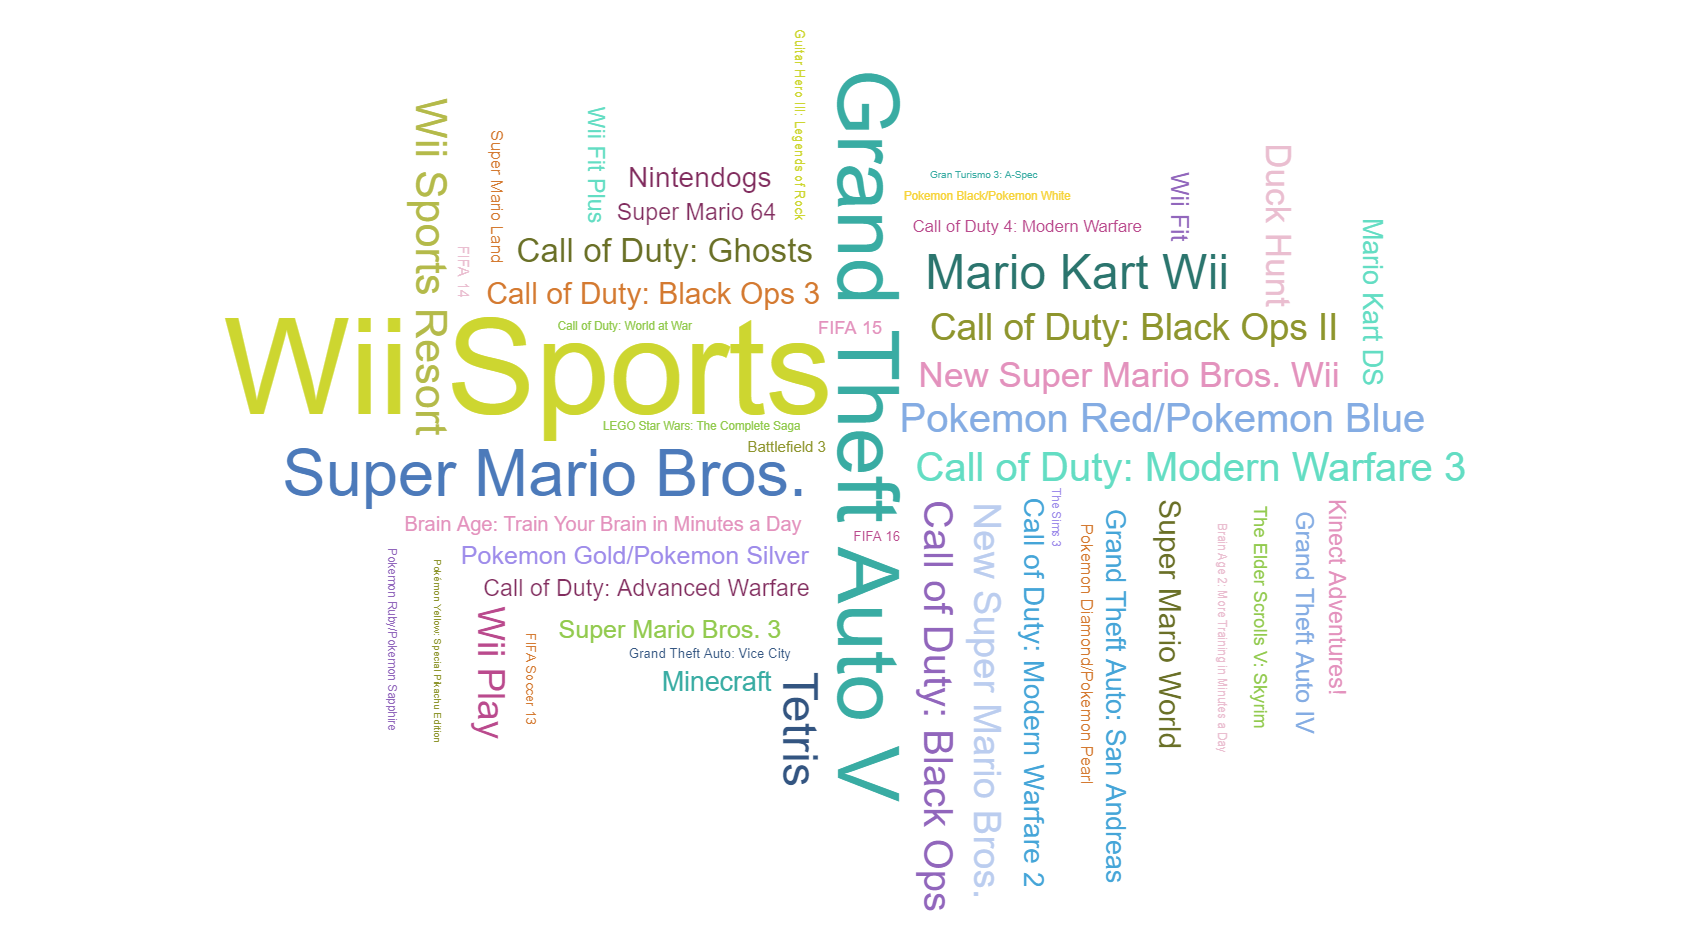 Guitar Hero III: Legends of Rock
Grand Theft Auto V
Wii Sports Resort
Super Mario Land
Wii Fit Plus
Nintendogs
Super Mario 64
Call of Duty: Ghosts
FIFA 14
Call of Duty: Black Ops 3
Gran Turismo 3: A-Spec
Pokemon Black/Pokemon White
Call of Duty 4: Modern Warfare
Wii Fit
Duck Hunt
Mario Kart DS
Mario Kart Wii
Call of Duty: World at War
FIFA 15
Wii Sports
Call of Duty: Black Ops II
New Super Mario Bros. Wii
Pokemon Red/Pokemon Blue
LEGO Star Wars: The Complete Saga
Battlefield 3
Super Mario Bros.
Call of Duty: Modern Warfare 3
Brain Age: Train Your Brain in Minutes a Day
FIFA 16
Pokemon Gold/Pokemon Silver
Call of Duty: Advanced Warfare
Pokemon Ruby/Pokemon Sapphire
Pokémon Yellow: Special Pikachu Edition
Wii Play
FIFA Soccer 13
Super Mario Bros. 3
Grand Theft Auto: Vice City
Minecraft
Tetris
Call of Duty: Black Ops
New Super Mario Bros.
Call of Duty: Modern Warfare 2
The Sims 3
Pokemon Diamond/Pokemon Pearl
Grand Theft Auto: San Andreas
Super Mario World
Brain Age 2: More Training in Minutes a Day
The Elder Scrolls V: Skyrim
Grand Theft Auto IV
Kinect Adventures!